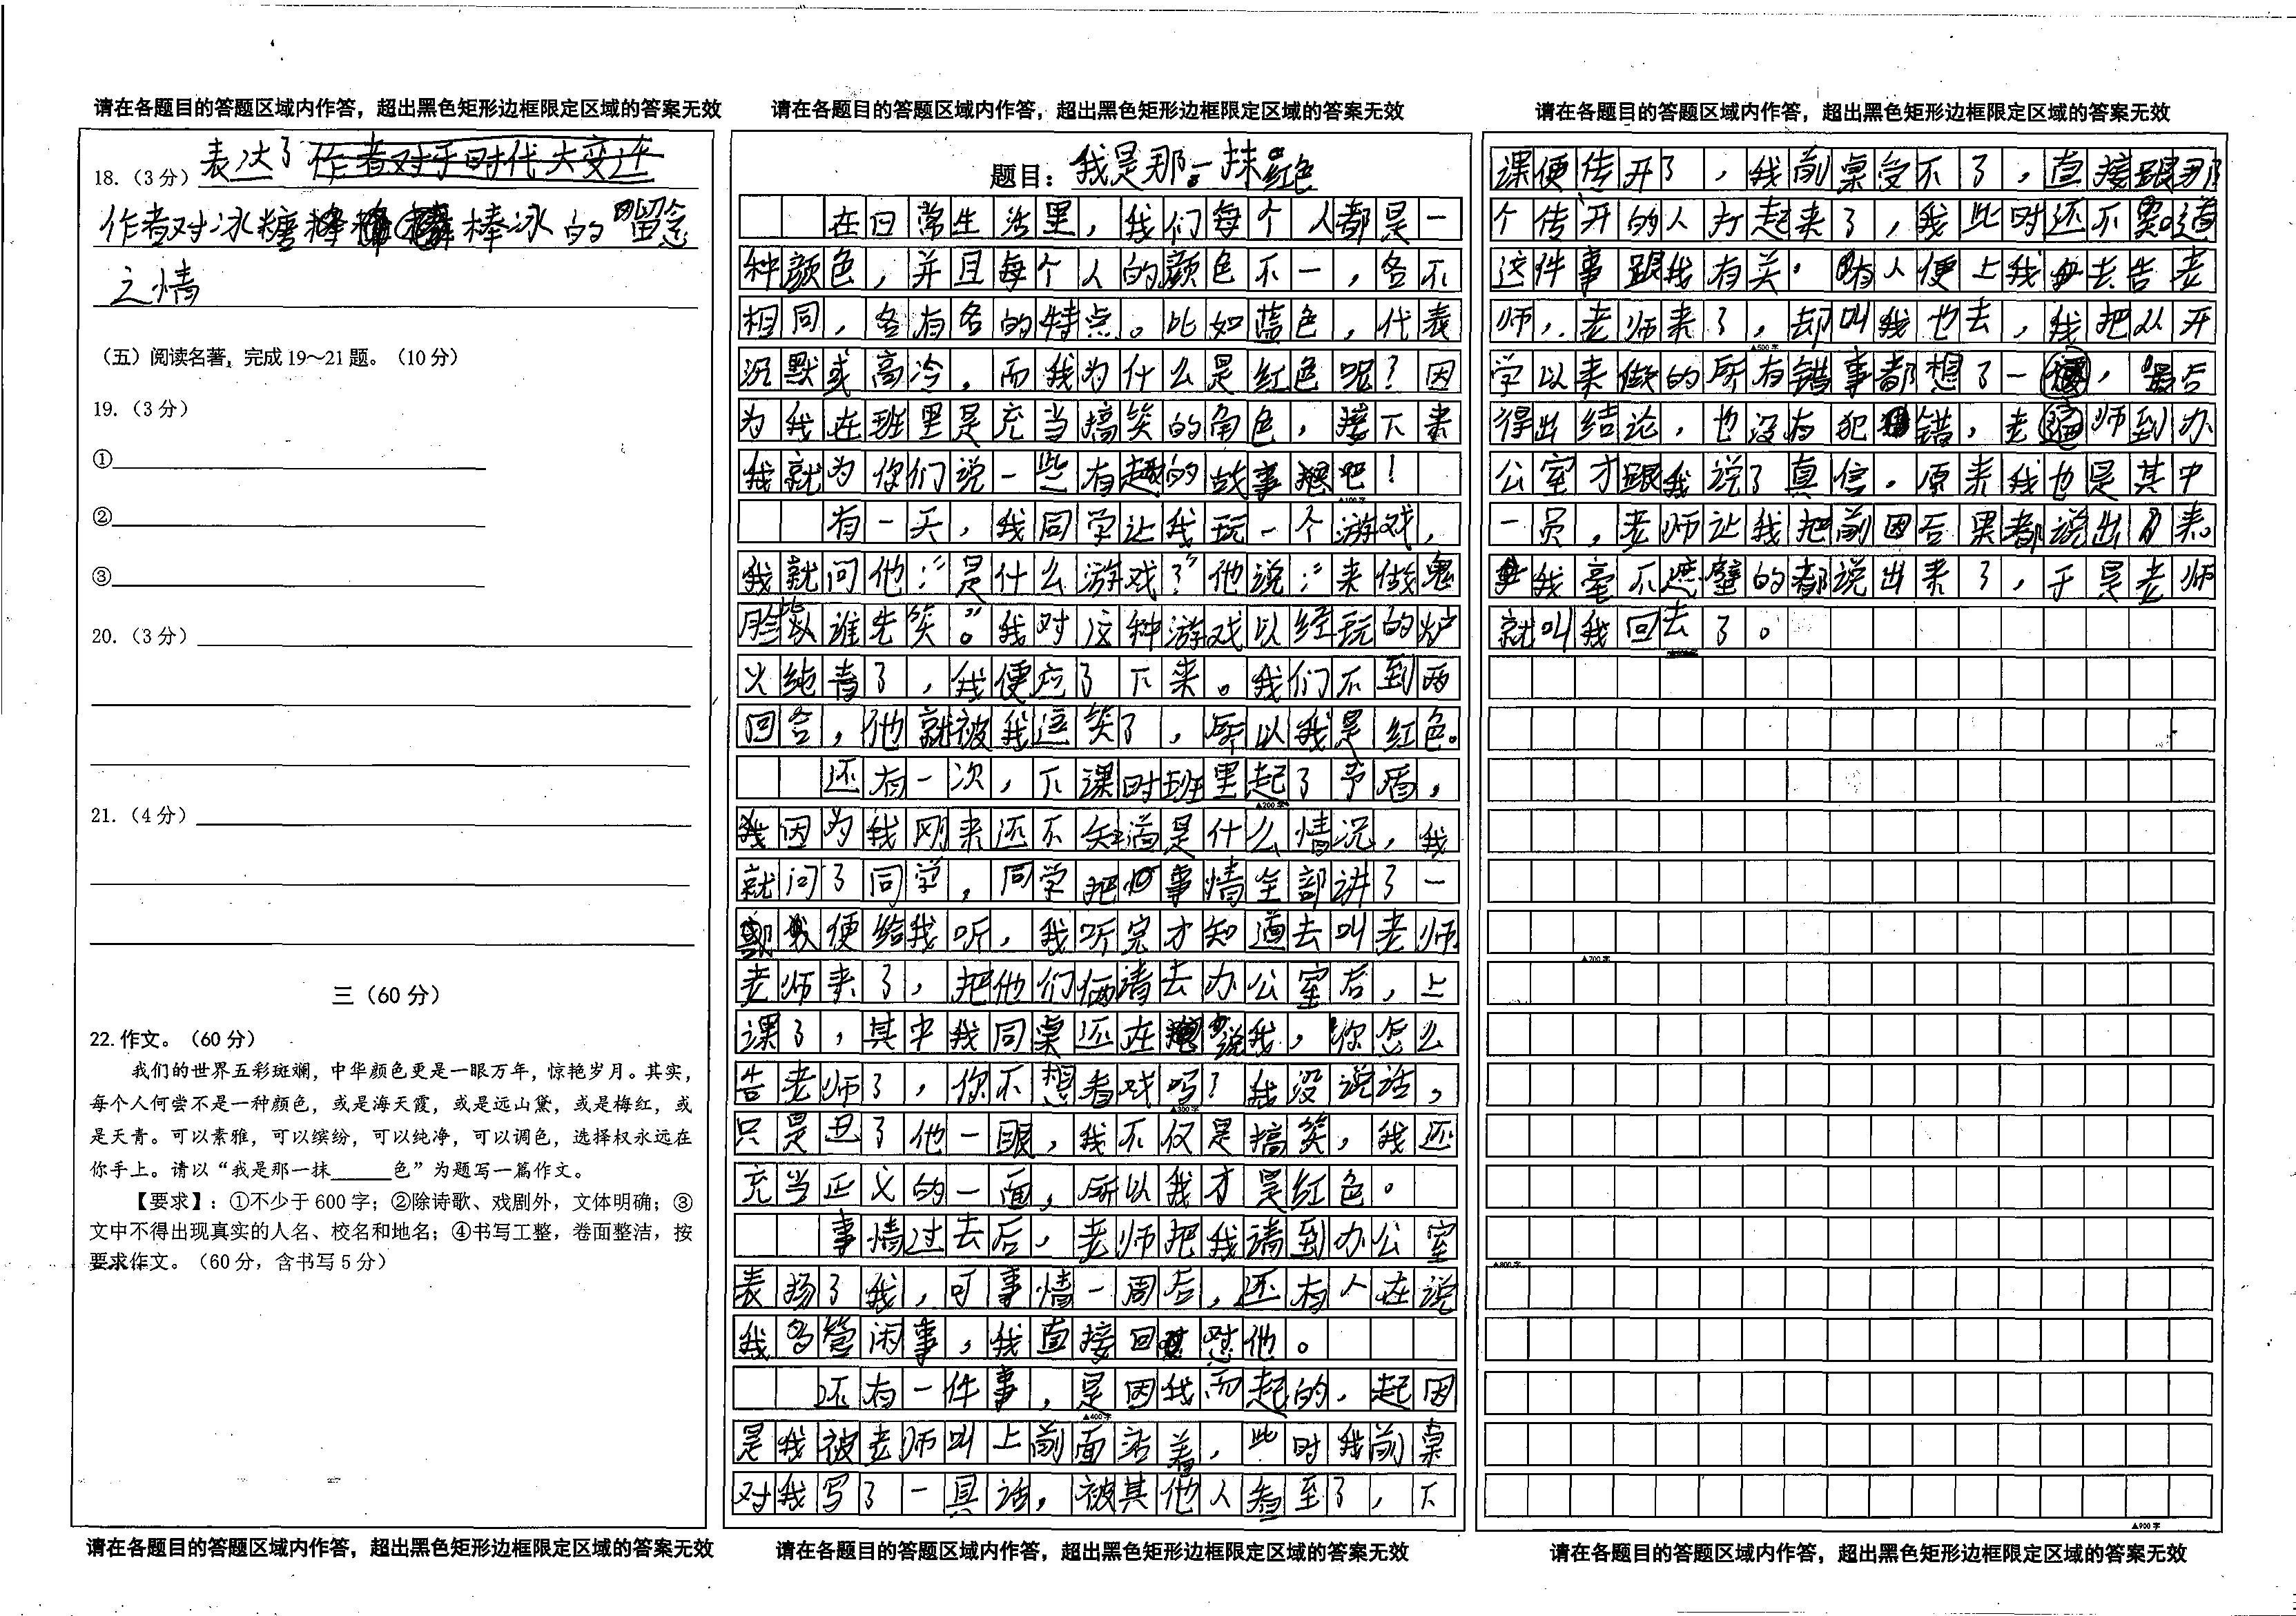 请在各题目的答题区域内作答，超出黑色矩形边框限定区域的答案无效
18.（3分）表达了
作者对冰糖棒冰的留念
之情
（五）阅读名著，完成19～21题。（10分）
19.（3分）
①
②
③
20.（3分）
21.（4分）
三（60分）
22.作文。（60分）
我们的世界五彩斑斓，中华颜色更是一眼万年，惊艳岁月。其实，
每个人何尝不是一种颜色，或是海天霞，或是远山黛，或是梅红，或
是天青。可以素雅，可以缤纷，可以纯净，可以调色，选择权永远在
你手上。请以“我是那一抹______色”为题写一篇作文。
【要求】：①不少于600字；②除诗歌、戏剧外，文体明确；③
文中不得出现真实的人名、校名和地名；④书写工整，卷面整洁，按
要求作文。（60分，含书写5分）
请在各题目的答题区域内作答，超出黑色矩形边框限定区域的答案无效
请在各题目的答题区域内作答，超出黑色矩形边框限定区域的答案无效
题目：我是那一抹红色
在日常生活里，我们每个人都是一
种颜色，并且每个人的颜色不一，各不
相同，各有各的特点。比如蓝色，代表
沉默或高冷。而我为什么是红色呢？因
为我在班里是充当搞笑的角色，接下来
我就为你们说一些有趣的故事吧！
▲100字
有一天，我同学让我玩一个游戏，
我就问他：“是什么游戏？”他说：“来做鬼
脸，谁先笑。”我对这种游戏以经玩的炉
火纯青了，我便应了下来。我们不到两
回合，他就被我逗笑了，所以我是红色。
还有一次，下课时班里起了予盾，
▲200字
因为我刚来还不知道是什么情况，我
就问了同学，同学把事情全部讲了一
便给我听，我听完才知道去叫老师
老师来了，把他们俩请去办公室后，上
课了，其中我同桌还在说我，你怎么
告老师了，你不想看戏吗？我没说话，
▲300字
只是丑了他一眼，我不仅是搞笑，我还
充当正义的一面，所以我才是红色。
事情过去后，老师把我请到办公室
表扬了我，可事情一周后，还有人在说
我多管闲事，我直接回怼他。
还有一件事，是因我而起的，起因
▲400字
是我被老师叫上前面站着，此时我前桌
对我写了一具话，被其他人看至了，下
请在各题目的答题区域内作答，超出黑色矩形边框限定区域的答案无效
请在各题目的答题区域内作答，超出黑色矩形边框限定区域的答案无效
课便传开了，我前桌受不了，直接跟那
个传开的人打起来了，我此时还不知道
这件事跟我有关。有人便上我去告老
师，老师来了，却叫我也去，我把从开
▲500字
学以来做的所有错事都想了一遍，最后
得出结论，也没有犯错，老师到办
公室才跟我说了真信。原来我也是其中
一员，老师让我把前因后果都说出来。
我毫不遮壁的都说出来了，于是老师
就叫我回去了。
▲700字
▲800字
▲900字
请在各题目的答题区域内作答，超出黑色矩形边框限定区域的答案无效